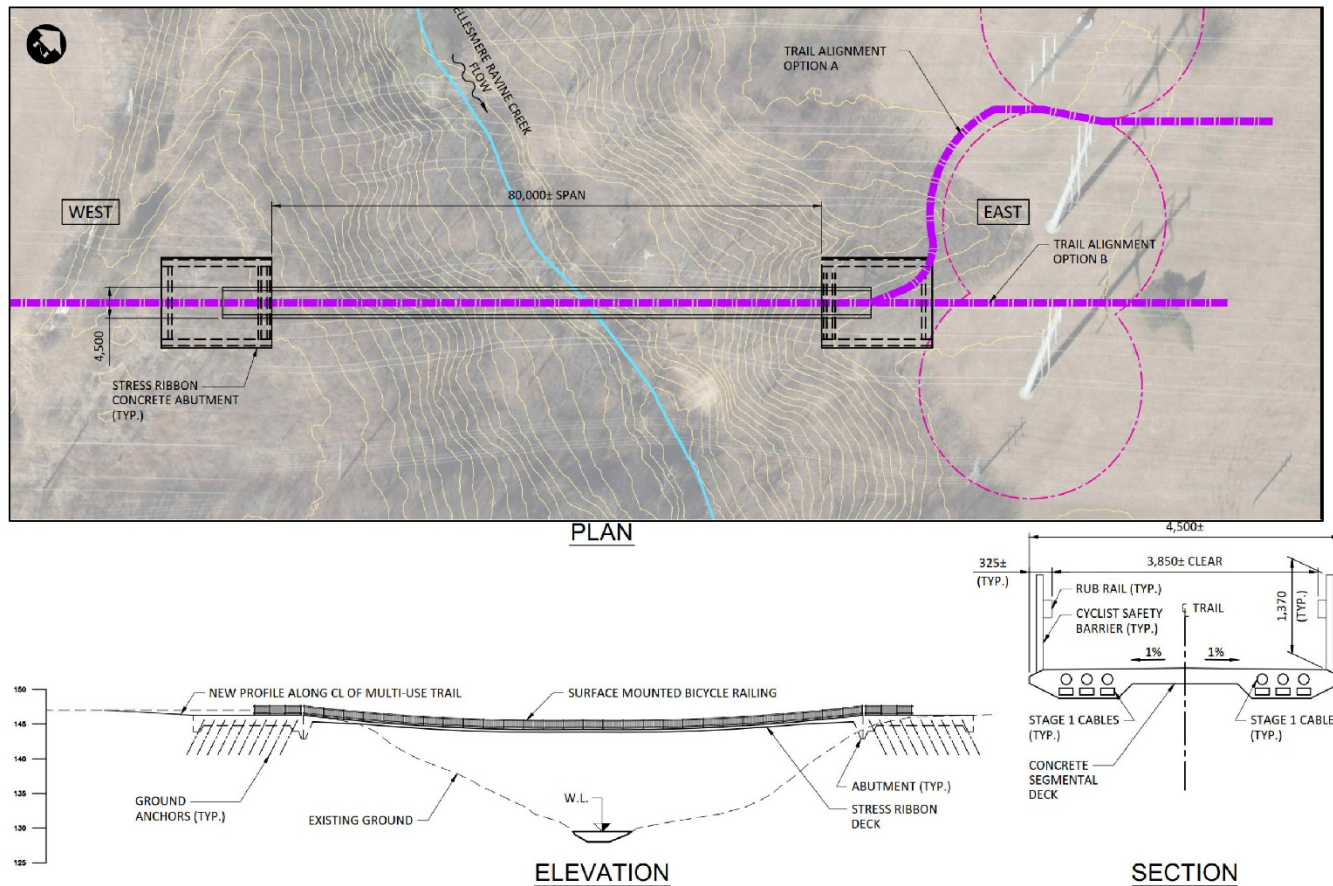 ELLESMERE RAVINE CREEK
FLOW
TRAIL ALIGNMENT
OPTION A
80,000± SPAN
WEST
EAST
TRAIL ALIGNMENT
OPTION B
4,500
STRESS RIBBON
CONCRETE ABUTMENT
(TYP.)
PLAN
4,500±
325±
(TYP.)
3,850± CLEAR
RUB RAIL (TYP.)
CYCLIST SAFETY
BARRIER (TYP.)
TRAIL
1,370
(TYP.)
1%
1%
STAGE 1 CABLES
(TYP.)
STAGE 1 CABLE
(TYP.)
CONCRETE
SEGMENTAL
DECK
SECTION
150
145
140
135
130
125
NEW PROFILE ALONG CL OF MULTI-USE TRAIL
SURFACE MOUNTED BICYCLE RAILING
GROUND
ANCHORS (TYP.)
EXISTING GROUND
W.L.
ABUTMENT (TYP.)
STRESS RIBBON
DECK
ELEVATION